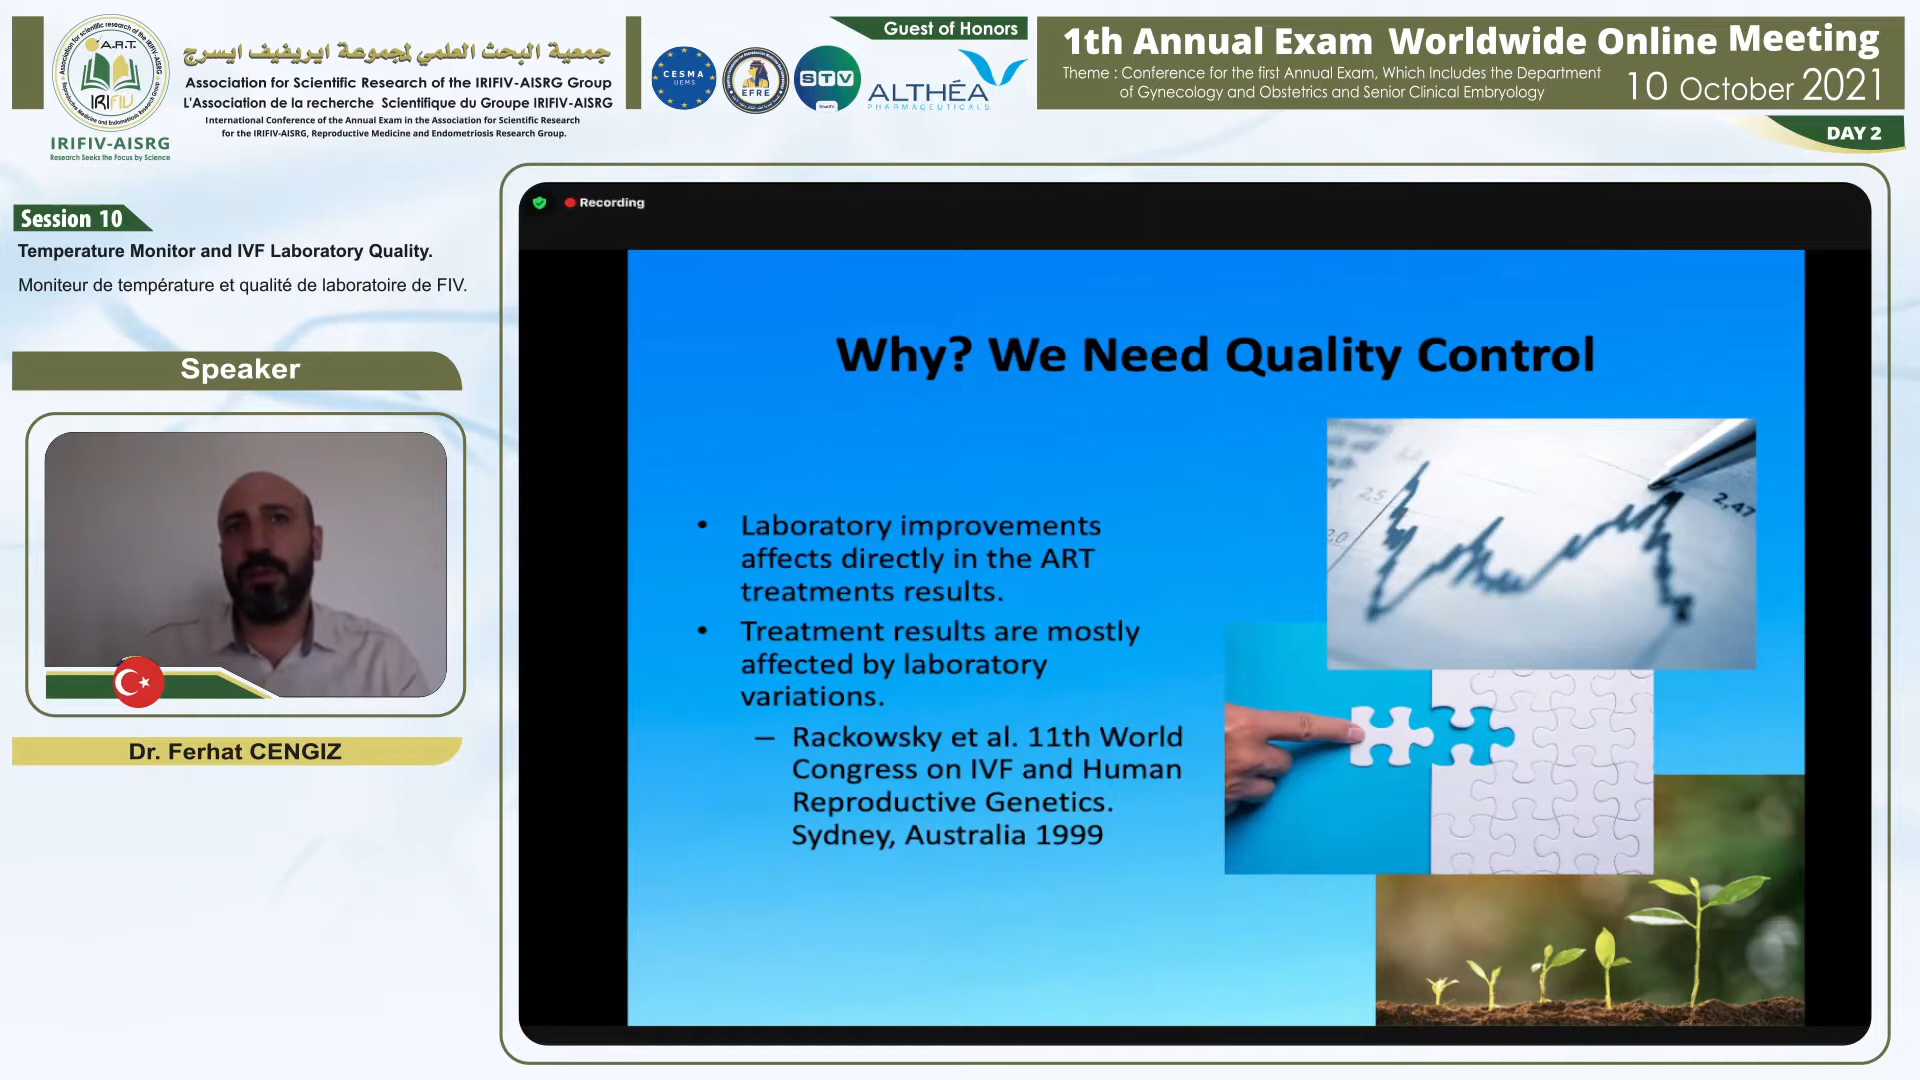 A.R.T.
IRIFIV
IRIFIV-AISRG
Research Seeks the Focus by Science
جمعية البحث العلمي لمجموعة ايريفيف ايسرج
Association for Scientific Research of the IRIFIV-AISRG Group
L'Association de la recherche Scientifique du Groupe IRIFIV-AISRG
International Conference of the Annual Exam in the Association for Scientific Research
for the IRIFIV-AISRG, Reproductive Medicine and Endometriosis Research Group.
Guest of Honors
CESMA
UEMS
EFRE
STV
ALTHÉA
PHARMACEUTICALS
1th Annual Exam Worldwide Online Meeting
Theme : Conference for the first Annual Exam, Which Includes the Department
of Gynecology and Obstetrics and Senior Clinical Embryology
10 October 2021
DAY 2
Session 10
Temperature Monitor and IVF Laboratory Quality.
Moniteur de température et qualité de laboratoire de FIV.
Speaker
Dr. Ferhat CENGIZ
Recording
Why? We Need Quality Control
• Laboratory improvements
affects directly in the ART
treatments results.
• Treatment results are mostly
affected by laboratory
variations.
– Rackowsky et al. 11th World
Congress on IVF and Human
Reproductive Genetics.
Sydney, Australia 1999
2,5
2,0
2,47